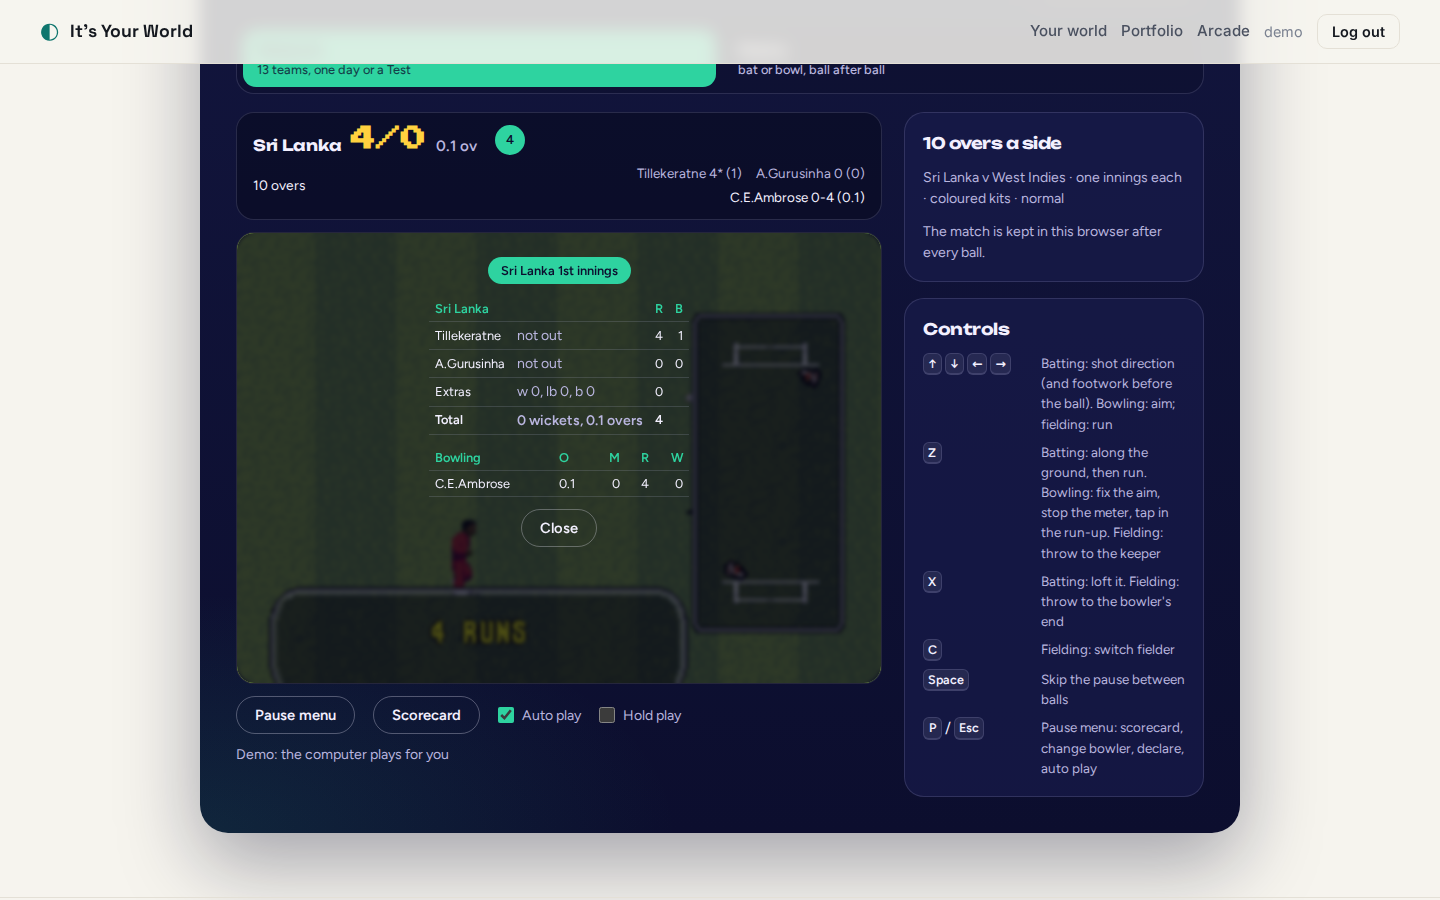 It's Your World
Your world Portfolio Arcade demo Log out
13 teams, one day or a Test
bat or bowl, ball after ball
Sri Lanka 4/0 0.1 ov 4
10 overs
Tillekeratne 4* (1) A.Gurusinha 0 (0)
C.E.Ambrose 0-4 (0.1)
Sri Lanka 1st innings
Sri Lanka R B
Tillekeratne not out 4 1
A.Gurusinha not out 0 0
Extras w 0, lb 0, b 0 0
Total 0 wickets, 0.1 overs 4
Bowling O M R W
C.E.Ambrose 0.1 0 4 0
Close
4 RUNS
Pause menu Scorecard Auto play Hold play
Demo: the computer plays for you
10 overs a side
Sri Lanka v West Indies · one innings each
· coloured kits · normal
The match is kept in this browser after
every ball.
Controls
↑ ↓ ← → Batting: shot direction
(and footwork before
the ball). Bowling: aim;
fielding: run
Z Batting: along the
ground, then run.
Bowling: fix the aim,
stop the meter, tap in
the run-up. Fielding:
throw to the keeper
X Batting: loft it. Fielding:
throw to the bowler's
end
C Fielding: switch fielder
Space Skip the pause between
balls
P / Esc Pause menu: scorecard,
change bowler, declare,
auto play